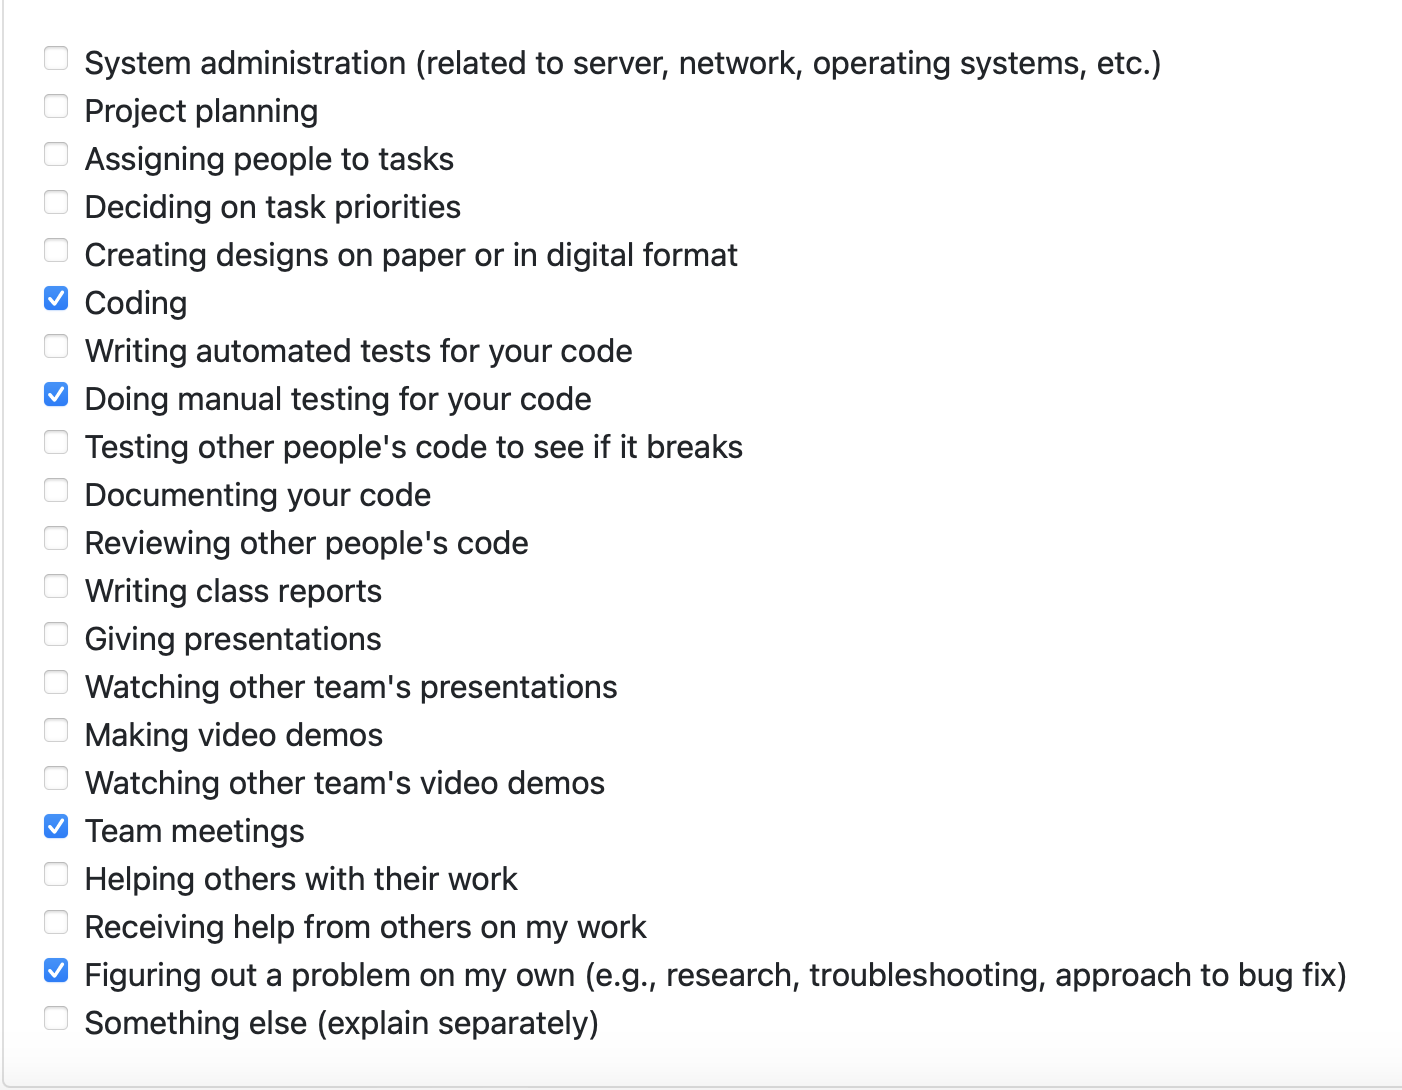 System administration (related to server, network, operating systems, etc.)
Project planning
Assigning people to tasks
Deciding on task priorities
Creating designs on paper or in digital format
Coding
Writing automated tests for your code
Doing manual testing for your code
Testing other people's code to see if it breaks
Documenting your code
Reviewing other people's code
Writing class reports
Giving presentations
Watching other team's presentations
Making video demos
Watching other team's video demos
Team meetings
Helping others with their work
Receiving help from others on my work
Figuring out a problem on my own (e.g., research, troubleshooting, approach to bug fix)
Something else (explain separately)